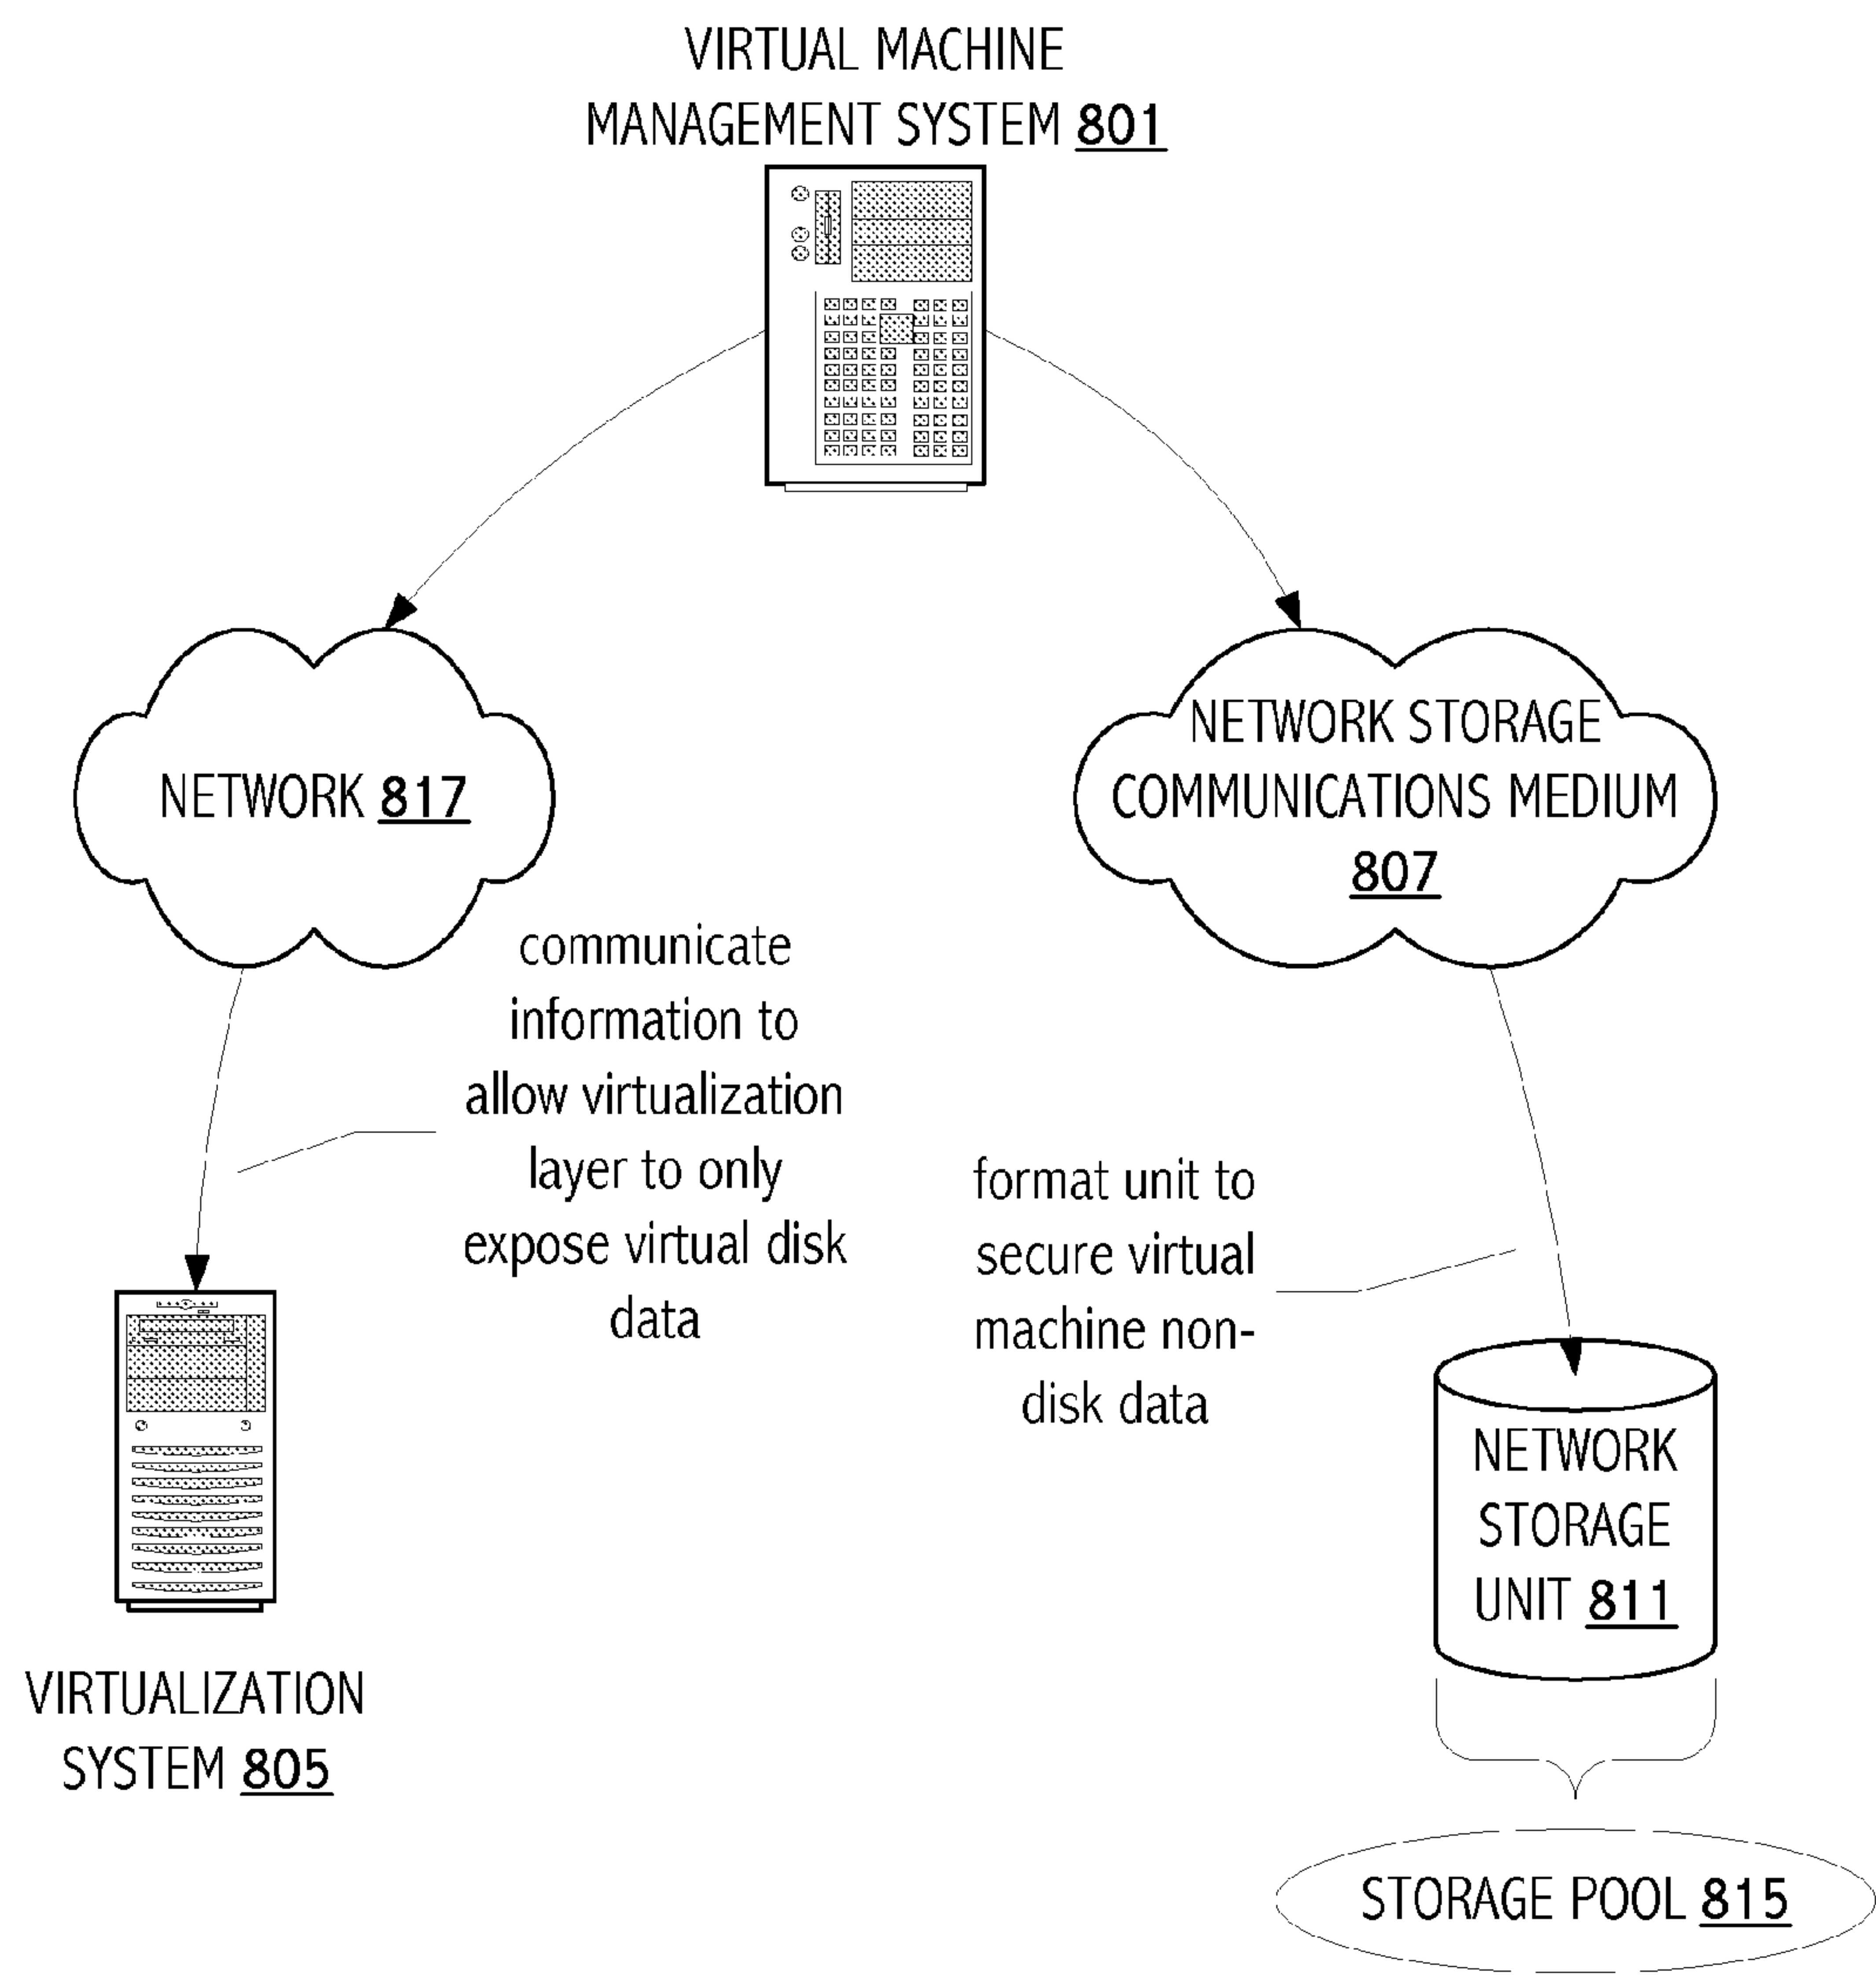 VIRTUAL MACHINE
MANAGEMENT SYSTEM 801
NETWORK 817
NETWORK STORAGE
COMMUNICATIONS MEDIUM
807
communicate
information to
allow virtualization
layer to only
expose virtual disk
data
format unit to
secure virtual
machine non-
disk data
NETWORK
STORAGE
UNIT 811
VIRTUALIZATION
SYSTEM 805
STORAGE POOL 815